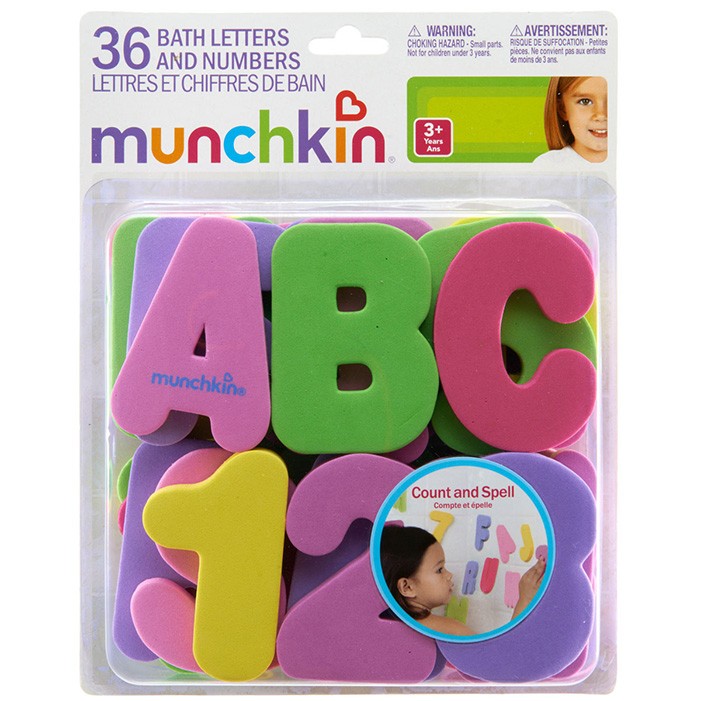 36 BATH LETTERS
AND NUMBERS
LETTRES ET CHIFFRES DE BAIN
munchkin®
⚠ WARNING:
CHOKING HAZARD - Small parts.
Not for children under 3 years.
⚠ AVERTISSEMENT:
RISQUE DE SUFFOCATION - Petites
pièces. Ne convient pas aux enfants
de moins de 3 ans.
3+
Years
Ans
ABC
munchkin®
123
Count and Spell
Compte et épelle
7 F A J
R U U
H